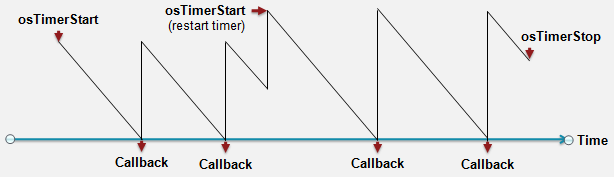 osTimerStart
osTimerStart
(restart timer)
osTimerStop
Time
Callback
Callback
Callback
Callback